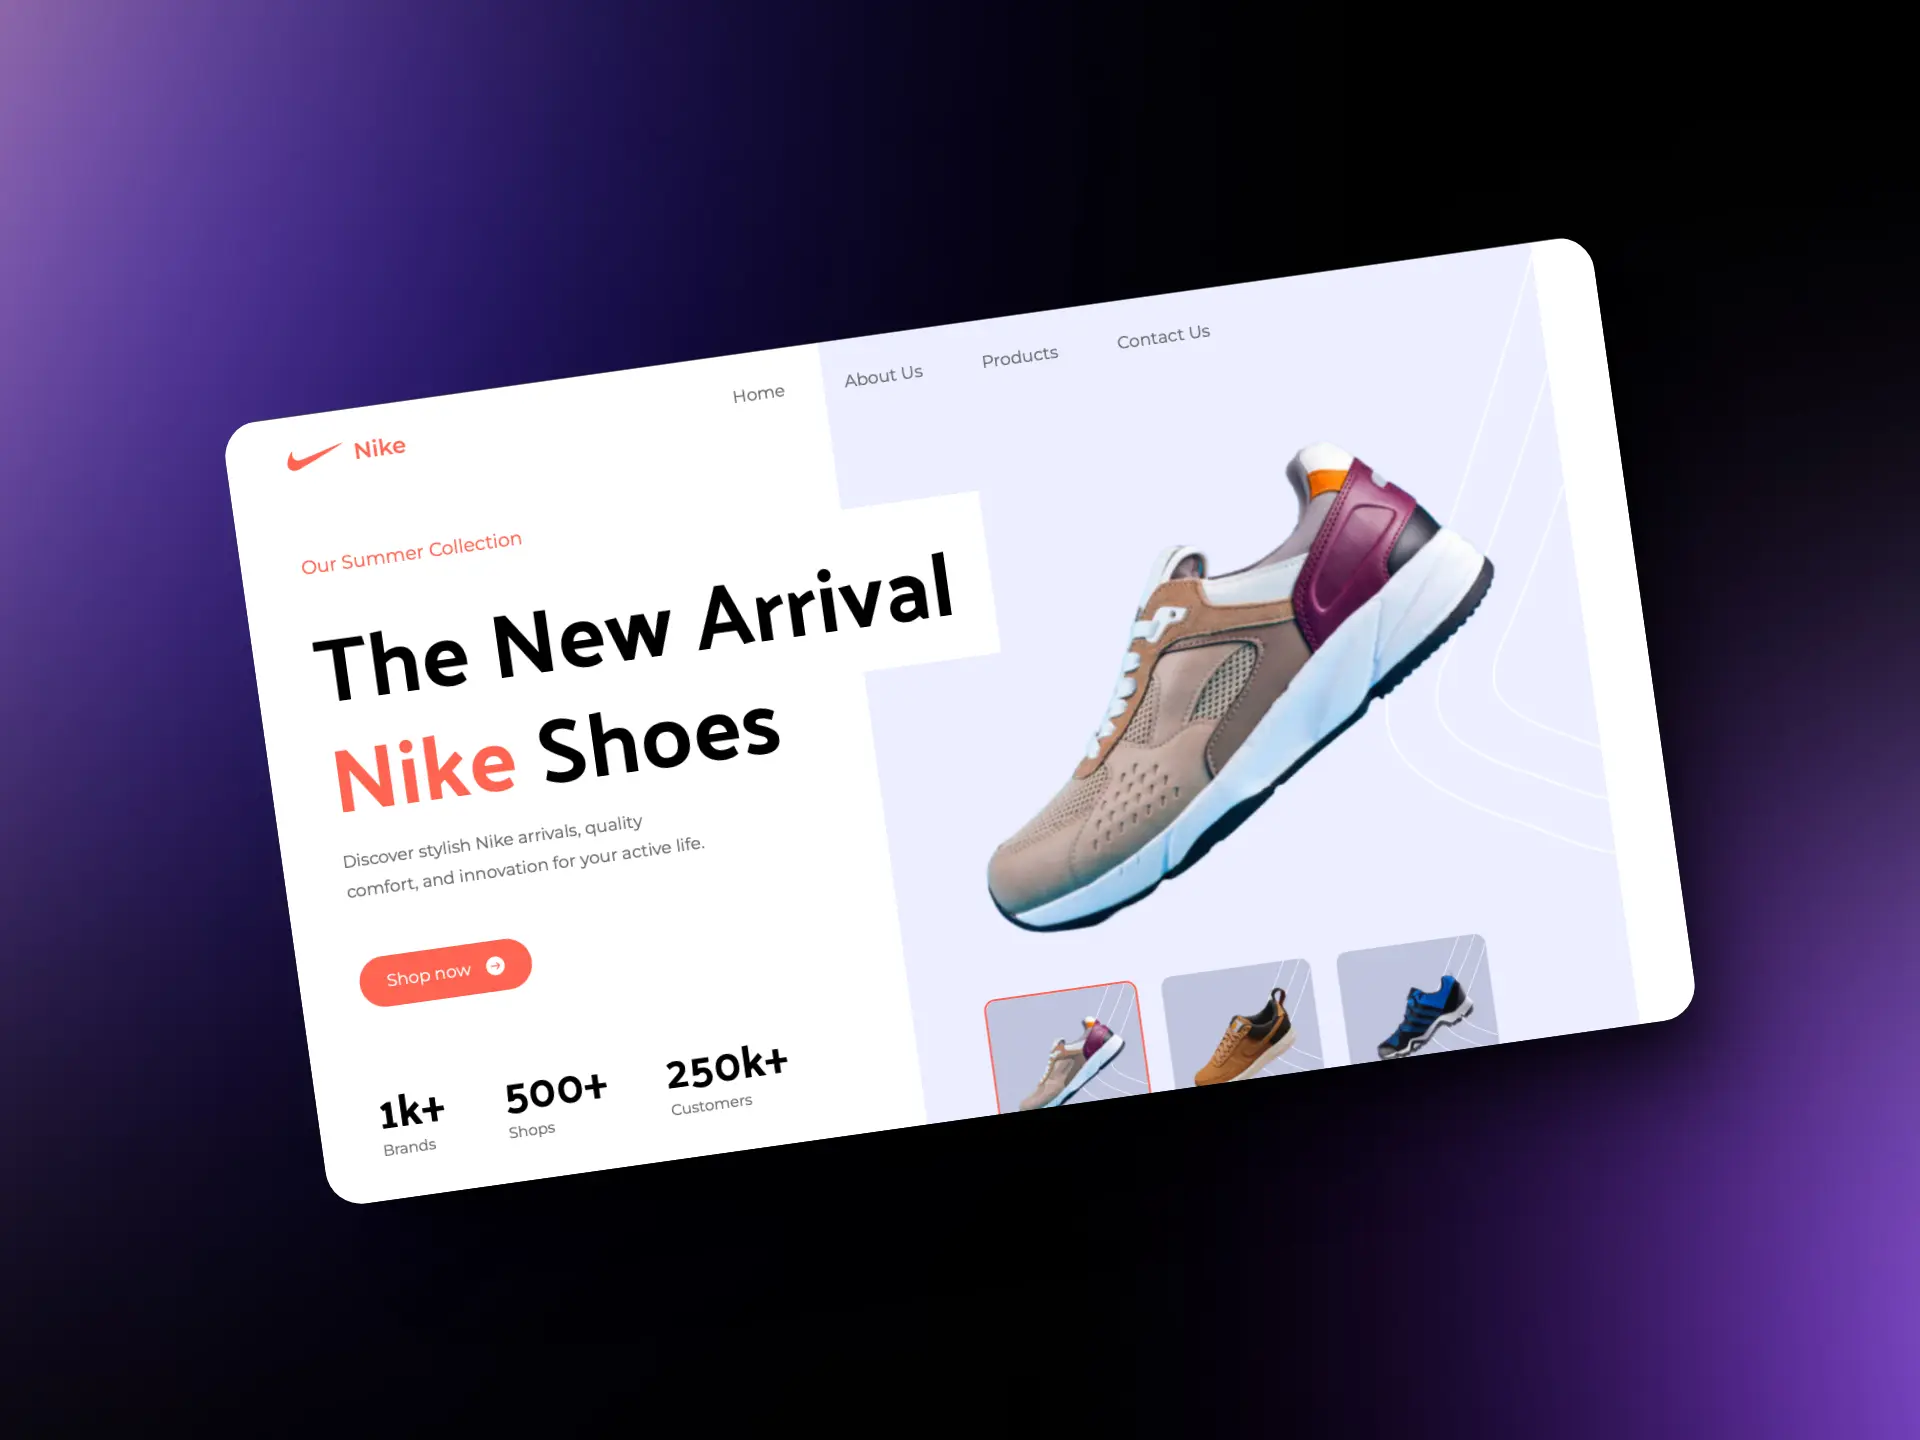 Nike
Home
About Us
Products
Contact Us
Our Summer Collection
The New Arrival
Nike Shoes
Discover stylish Nike arrivals, quality
comfort, and innovation for your active life.
Shop now
1k+
Brands
500+
Shops
250k+
Customers